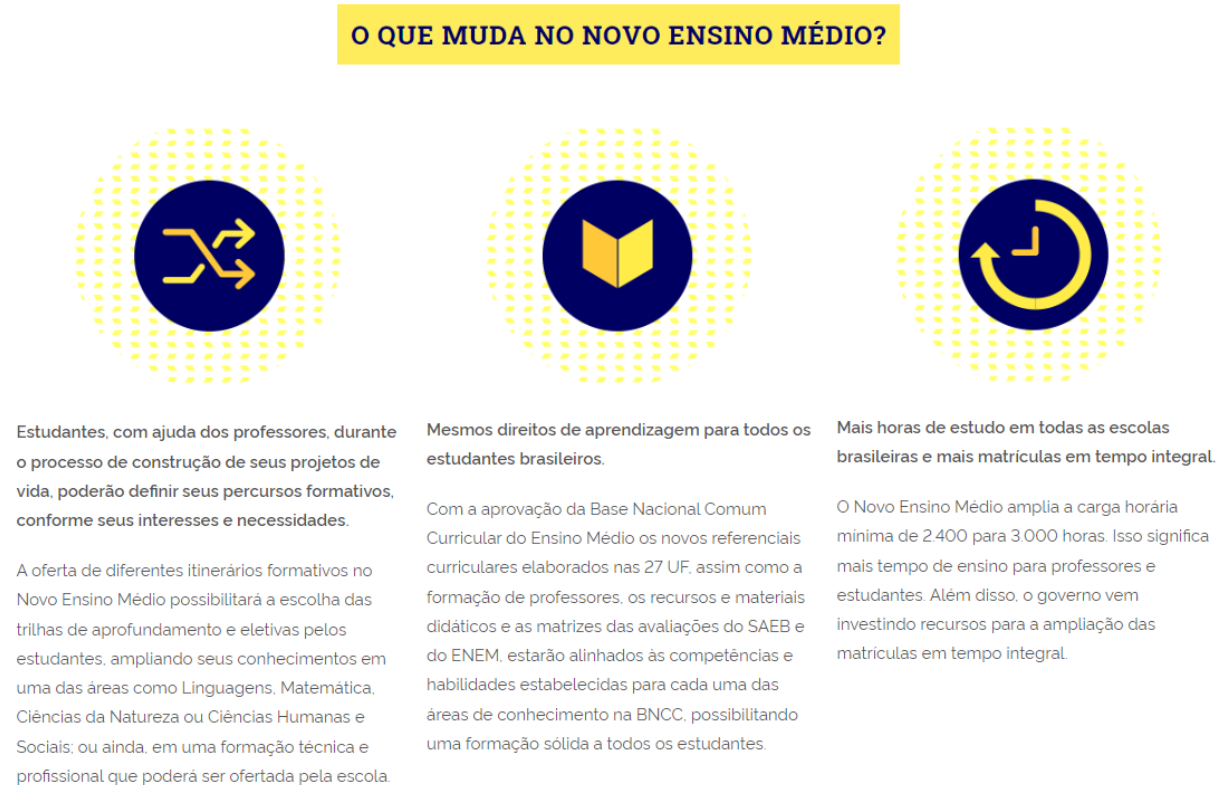 O QUE MUDA NO NOVO ENSINO MÉDIO?
Estudantes, com ajuda dos professores, durante
o processo de construção de seus projetos de
vida, poderão definir seus percursos formativos,
conforme seus interesses e necessidades.
A oferta de diferentes itinerários formativos no
Novo Ensino Médio possibilitará a escolha das
trilhas de aprofundamento e eletivas pelos
estudantes, ampliando seus conhecimentos em
uma das áreas como Linguagens, Matemática,
Ciências da Natureza ou Ciências Humanas e
Sociais; ou ainda, em uma formação técnica e
profissional que poderá ser ofertada pela escola.
Mesmos direitos de aprendizagem para todos os
estudantes brasileiros.
Com a aprovação da Base Nacional Comum
Curricular do Ensino Médio os novos referenciais
curriculares elaborados nas 27 UF, assim como a
formação de professores, os recursos e materiais
didáticos e as matrizes das avaliações do SAEB e
do ENEM, estarão alinhados às competências e
habilidades estabelecidas para cada uma das
áreas de conhecimento na BNCC, possibilitando
uma formação sólida a todos os estudantes.
Mais horas de estudo em todas as escolas
brasileiras e mais matrículas em tempo integral.
O Novo Ensino Médio amplia a carga horária
mínima de 2.400 para 3.000 horas. Isso significa
mais tempo de ensino para professores e
estudantes. Além disso, o governo vem
investindo recursos para a ampliação das
matrículas em tempo integral.